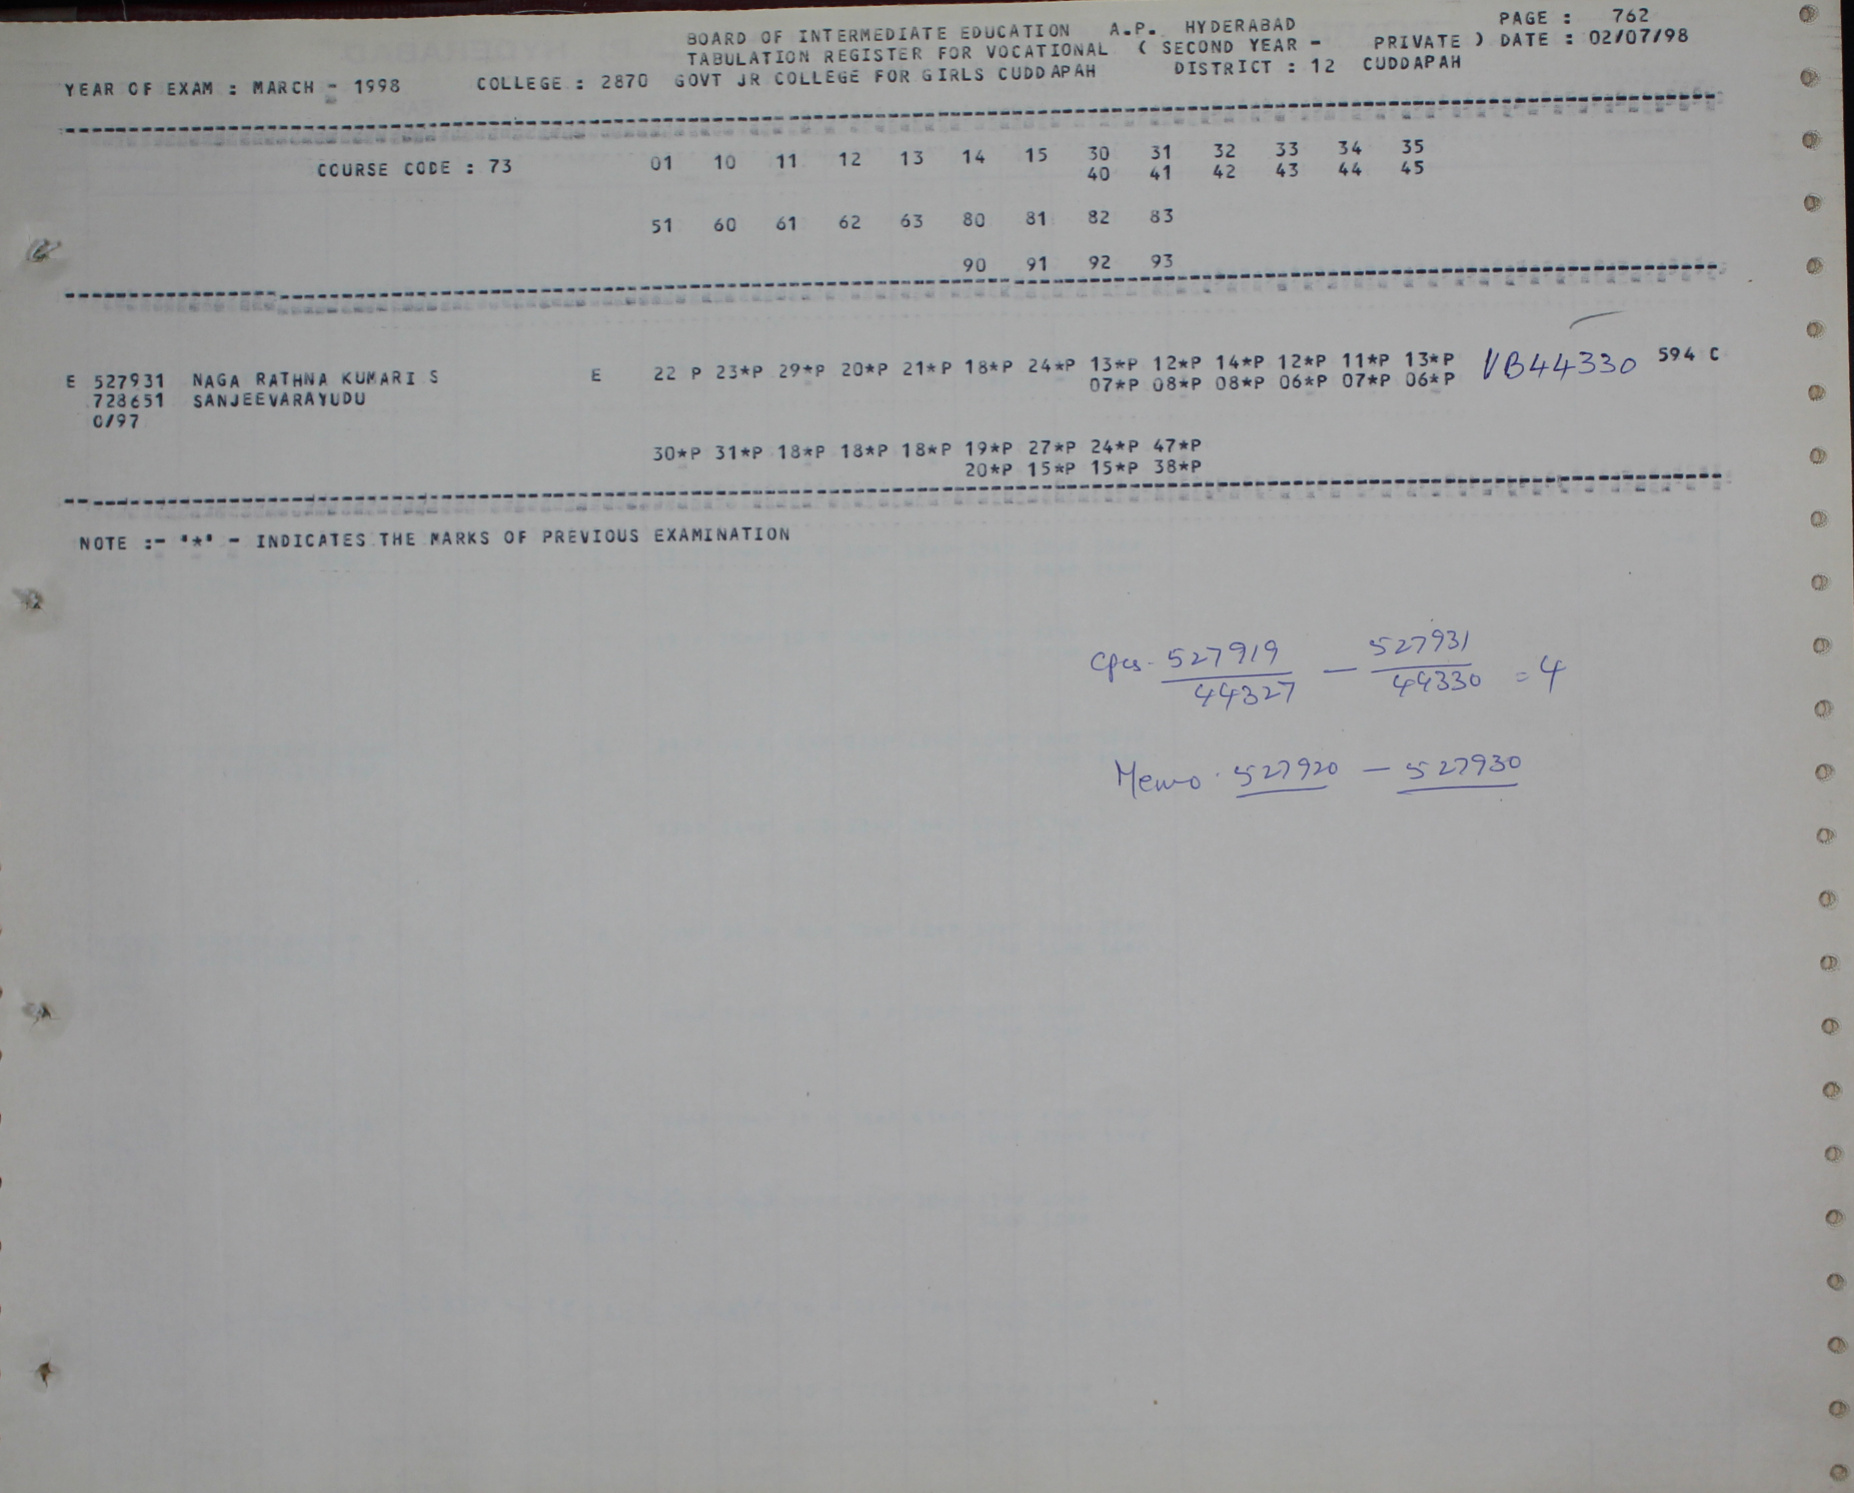 BOARD OF INTERMEDIATE EDUCATION A.P. HYDERABAD PAGE : 762
TABULATION REGISTER FOR VOCATIONAL ( SECOND YEAR - PRIVATE ) DATE : 02/07/98
YEAR OF EXAM : MARCH - 1998 COLLEGE : 2870 GOVT JR COLLEGE FOR GIRLS CUDDAPAH DISTRICT : 12 CUDDAPAH
COURSE CODE : 73 01 10 11 12 13 14 15 30 31 32 33 34 35
40 41 42 43 44 45
51 60 61 62 63 80 81 82 83
90 91 92 93
E 527931 NAGA RATHNA KUMARI S E 22 P 23*P 29*P 20*P 21*P 18*P 24*P 13*P 12*P 14*P 12*P 11*P 13*P VB44330 594 C
728651 SANJEEVARAYUDU 07*P 08*P 08*P 06*P 07*P 06*P
0/97
30*P 31*P 18*P 18*P 18*P 19*P 27*P 24*P 47*P
20*P 15*P 15*P 38*P
NOTE :- '*' - INDICATES THE MARKS OF PREVIOUS EXAMINATION
527919 - 527931
44327 44330 = 4
Memo . 527920 - 527930